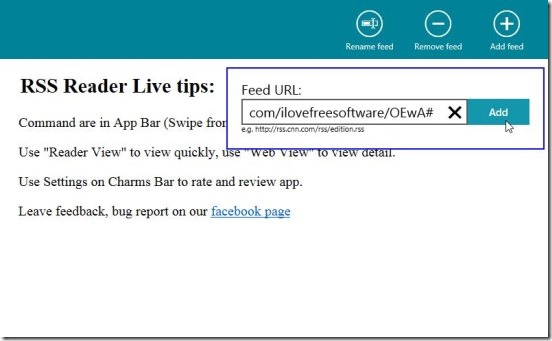 Rename feed
Remove feed
Add feed
RSS Reader Live tips:
Feed URL:
com/ilovefreesoftware/OEwA#
Add
e.g. http://rss.cnn.com/rss/edition.rss
Command are in App Bar (Swipe from
Use "Reader View" to view quickly, use "Web View" to view detail.
Use Settings on Charms Bar to rate and review app.
Leave feedback, bug report on our facebook page